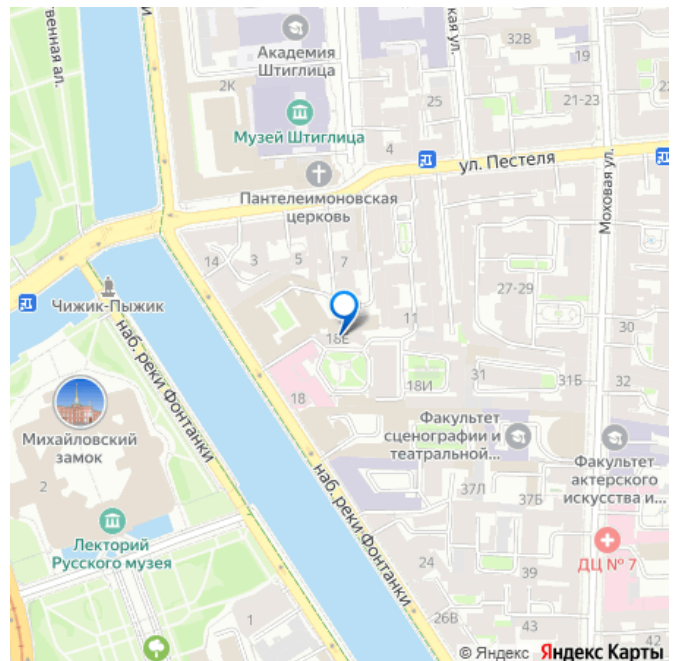 твенная ал.
Академия
Штиглица
2К
кая ул.
32В
19
21-23
22
25
Музей Штиглица
4
ул. Пестеля
Моховая ул.
Пантелеимоновская
церковь
14
3
5
7
Чижик-Пыжик
наб. реки Фонтанки
27-29
11
30
18Е
18
18И
31
31Б
32
Михайловский
замок
2
Факультет
сценографии и
театральной...
Факультет
актерского
искусства и...
наб. реки Фонтанки
37Л
37Б
Лекторий
Русского музея
ДЦ № 7
24
39
1
26В
43
42
© Яндекс Яндекс Карты